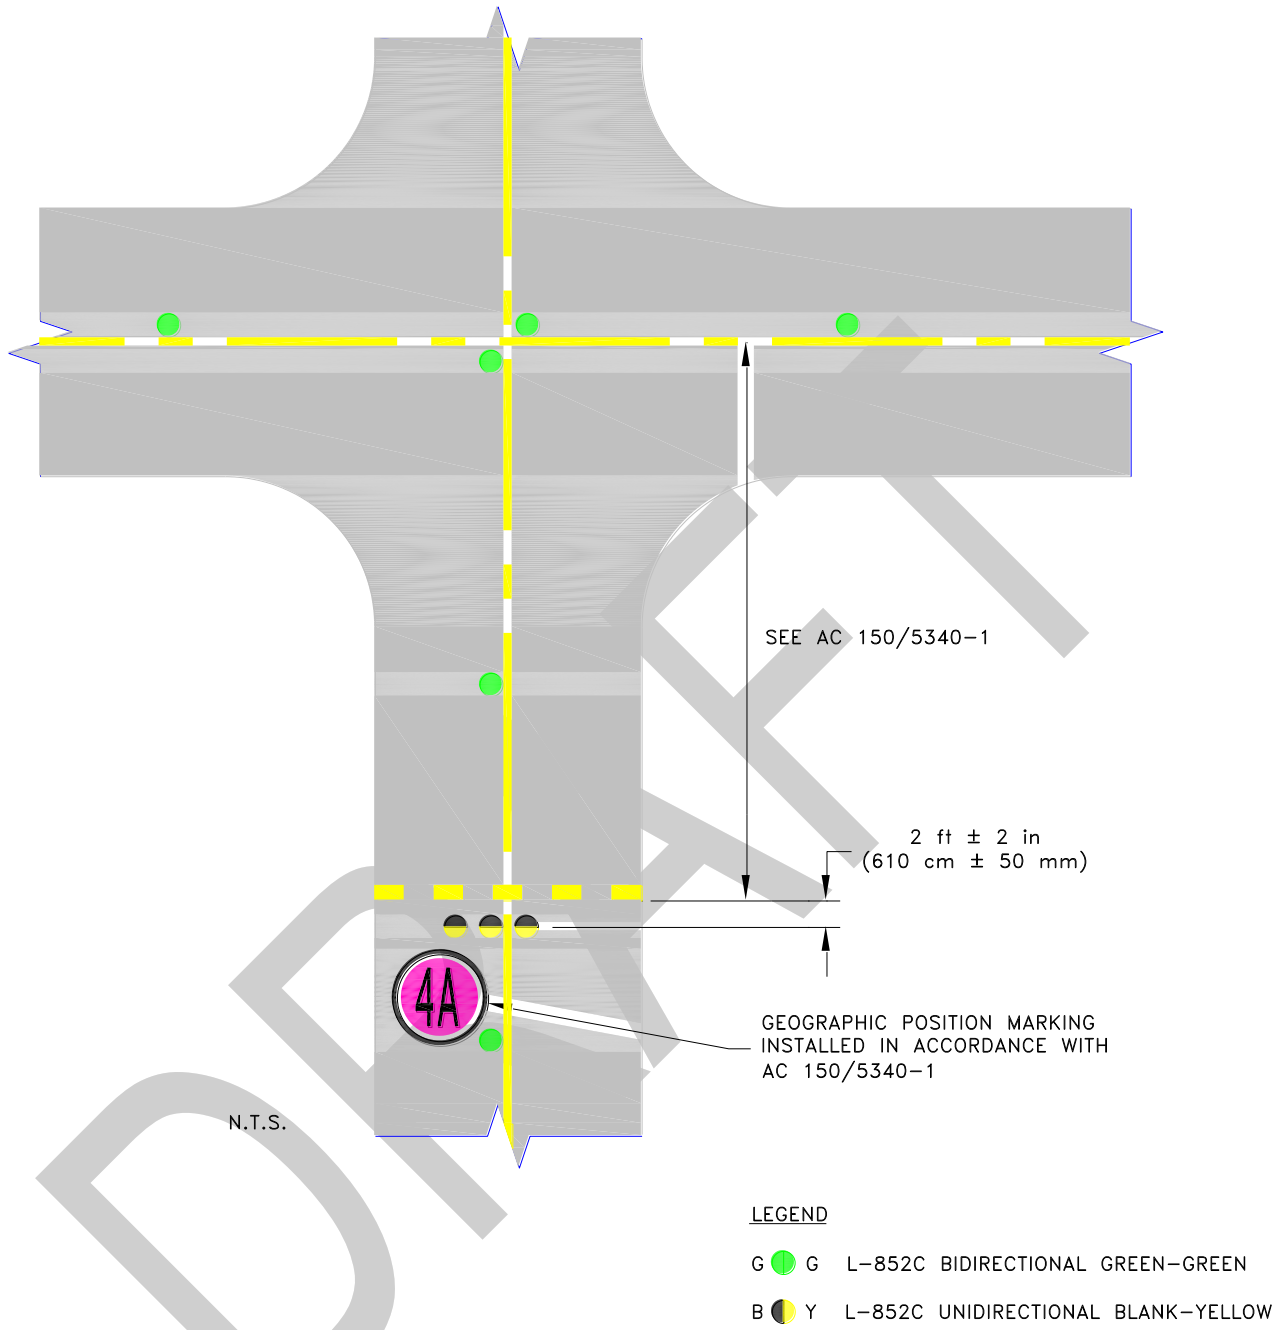 SEE AC 150/5340-1
2 ft ± 2 in
(610 cm ± 50 mm)
4A
GEOGRAPHIC POSITION MARKING
INSTALLED IN ACCORDANCE WITH
AC 150/5340-1
N.T.S.
DRAFT
LEGEND
G G L-852C BIDIRECTIONAL GREEN-GREEN
B Y L-852C UNIDIRECTIONAL BLANK-YELLOW